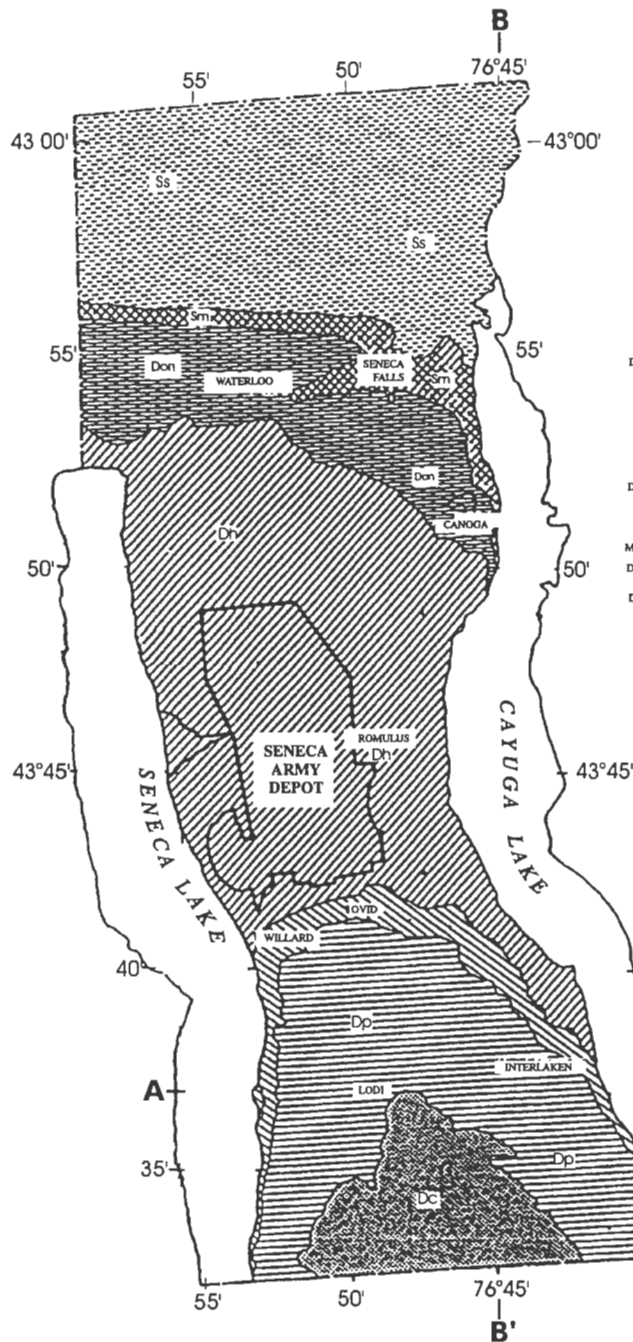 B
55'
50'
76°45'
43 00'
43°00'
Ss
Ss
Sm
55'
55'
Don
WATERLOO
SENECA
FALLS
Sm
Don
CANOGA
Dh
50'
50'
D
D
M
D
D
ROMULUS
Dh
SENECA
ARMY
DEPOT
43°45'
43°45'
SENECA LAKE
CAYUGA LAKE
OVID
WILLARD
40'
Dp
INTERLAKEN
A
LODI
Dp
35'
Dc
55'
50'
76°45'
B'